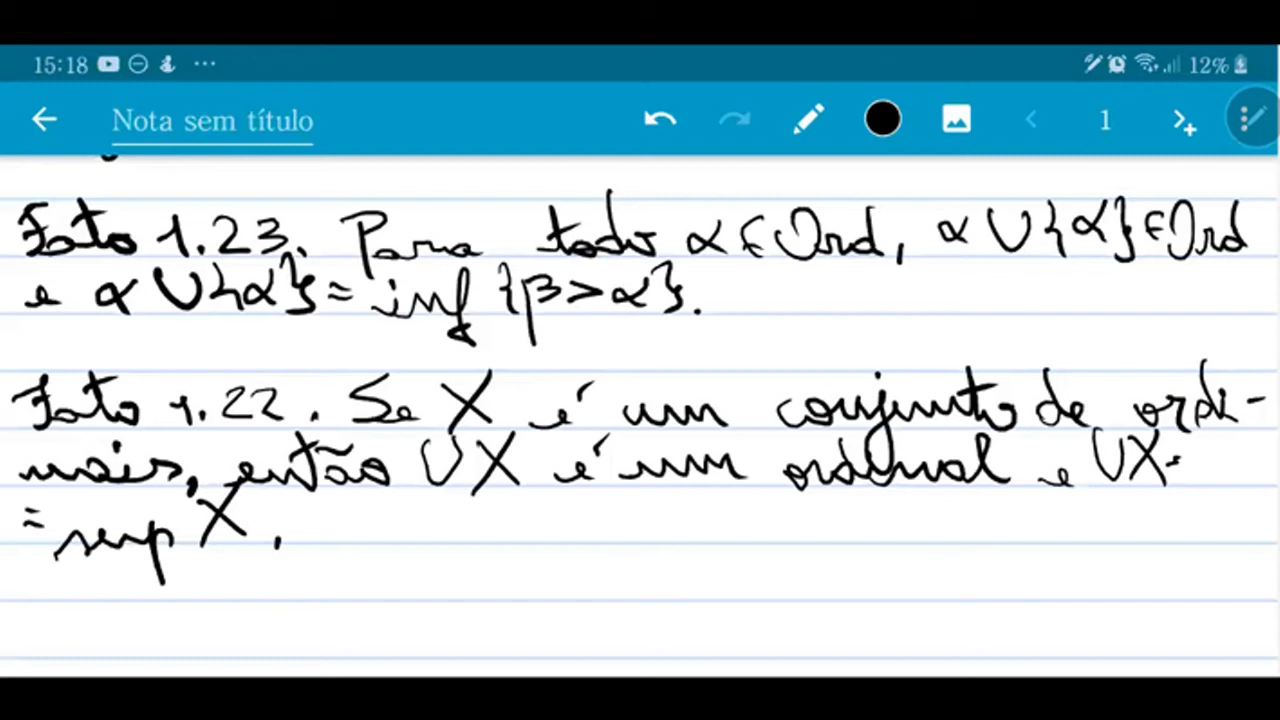 15:18 ... 12%
Nota sem título 1
Fato 1.23. Para todo α ∈ Ord, α ∪ {α} ∈ Ord
e α ∪ {α} = inf {β > α}.
Fato 1.22. Se X é um conjunto de ordi-
nais, então ∪X é um ordinal e ∪X =
= sup X.